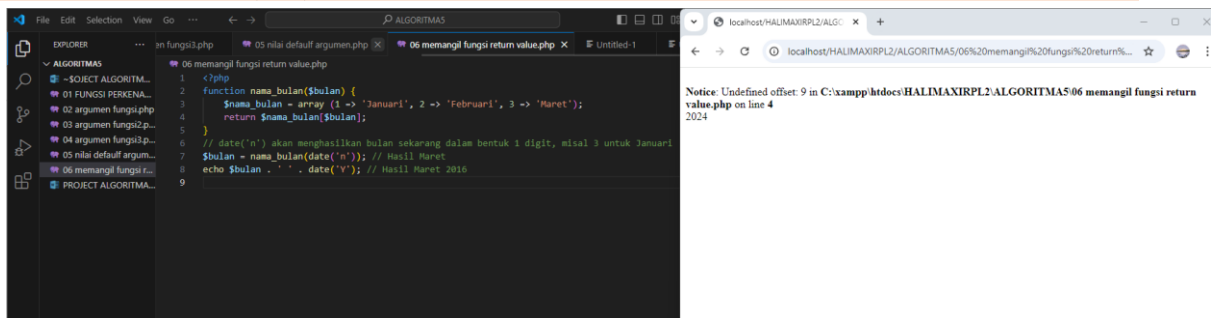 File Edit Selection View Go ··· ← → ALGORITMA5
EXPLORER ···
ALGORITMA5
~$OJECT ALGORITM...
01 FUNGSI PERKENA...
02 argumen fungsi.php
03 argumen fungsi2.p...
04 argumen fungsi3.p...
05 nilai defaulf argum...
06 memangil fungsi r...
PROJECT ALGORITMA...
en fungsi3.php 05 nilai defaulf argumen.php × 06 memangil fungsi return value.php × Untitled-1
06 memangil fungsi return value.php
1 <?php
2 function nama_bulan($bulan) {
3 $nama_bulan = array (1 => 'Januari', 2 => 'Februari', 3 => 'Maret');
4 return $nama_bulan[$bulan];
5 }
6 // date('n') akan menghasilkan bulan sekarang dalam bentuk 1 digit, misal 3 untuk Januari
7 $bulan = nama_bulan(date('n')); // Hasil Maret
8 echo $bulan . ' ' . date('Y'); // Hasil Maret 2016
9
localhost/HALIMAXIRPL2/ALGO × +
localhost/HALIMAXIRPL2/ALGORITMA5/06%20memangil%20fungsi%20return%...
Notice: Undefined offset: 9 in C:\xampp\htdocs\HALIMAXIRPL2\ALGORITMA5\06 memangil fungsi return
value.php on line 4
2024